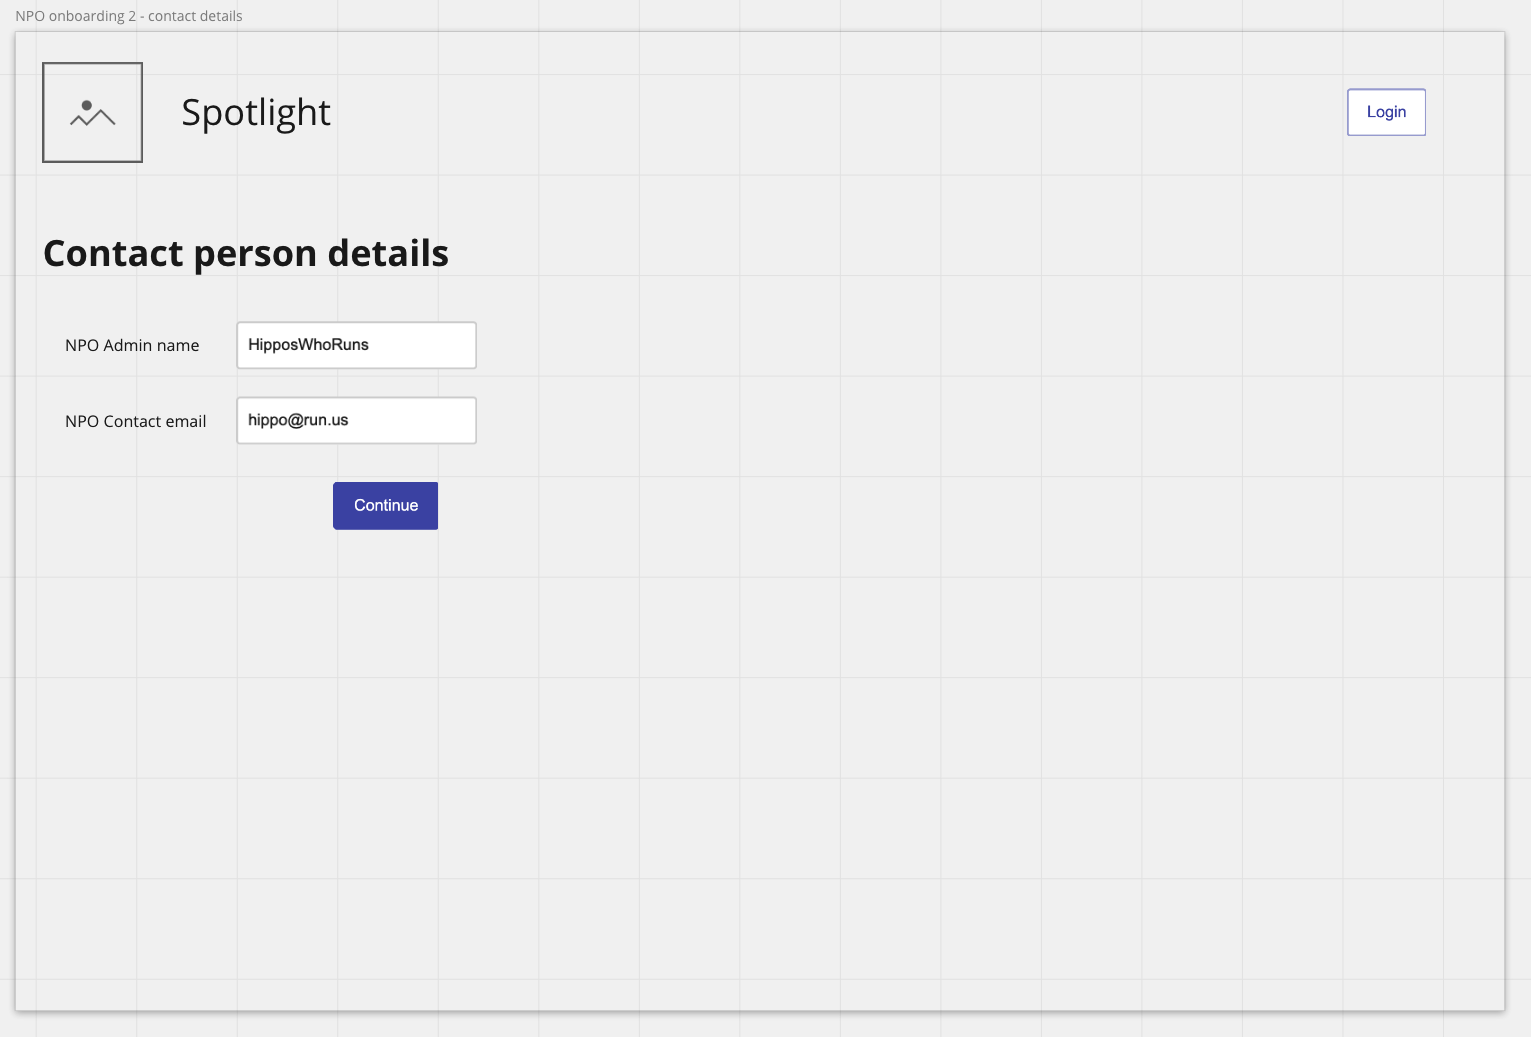 NPO onboarding 2 - contact details
Spotlight
Login
Contact person details
NPO Admin name
HipposWhoRuns
NPO Contact email
hippo@run.us
Continue